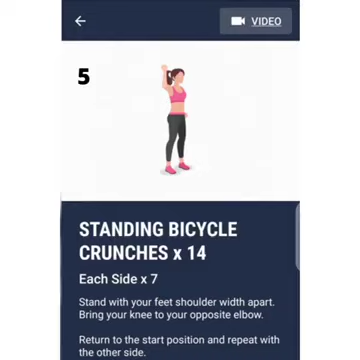 VIDEO
5
STANDING BICYCLE
CRUNCHES x 14
Each Side x 7
Stand with your feet shoulder width apart.
Bring your knee to your opposite elbow.
Return to the start position and repeat with
the other side.